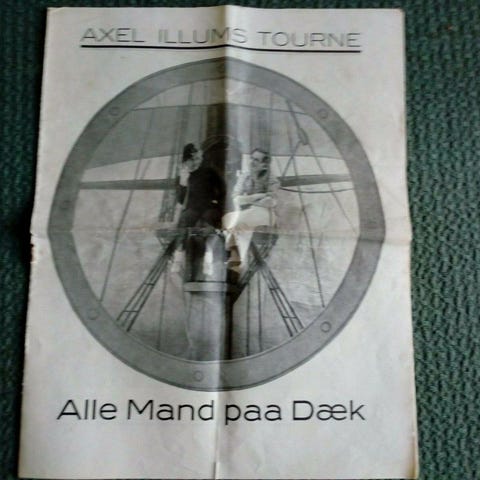 AXEL ILLUMS TOURNE
Alle Mand paa Dæk